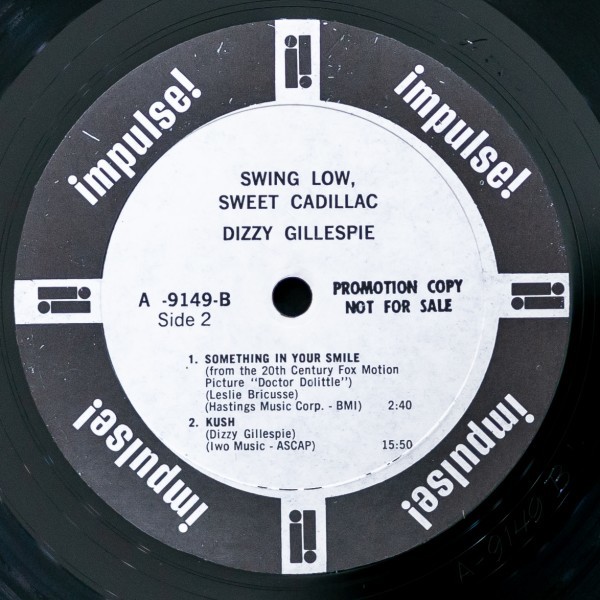 impulse!
impulse!
SWING LOW,
SWEET CADILLAC
DIZZY GILLESPIE
A -9149-B
Side 2
PROMOTION COPY
NOT FOR SALE
1. SOMETHING IN YOUR SMILE
(from the 20th Century Fox Motion
Picture "Doctor Dolittle")
(Leslie Bricusse)
(Hastings Music Corp. - BMI) 2:40
2. KUSH
(Dizzy Gillespie)
(Iwo Music - ASCAP) 15:50
impulse!
impulse!
A-9149 B